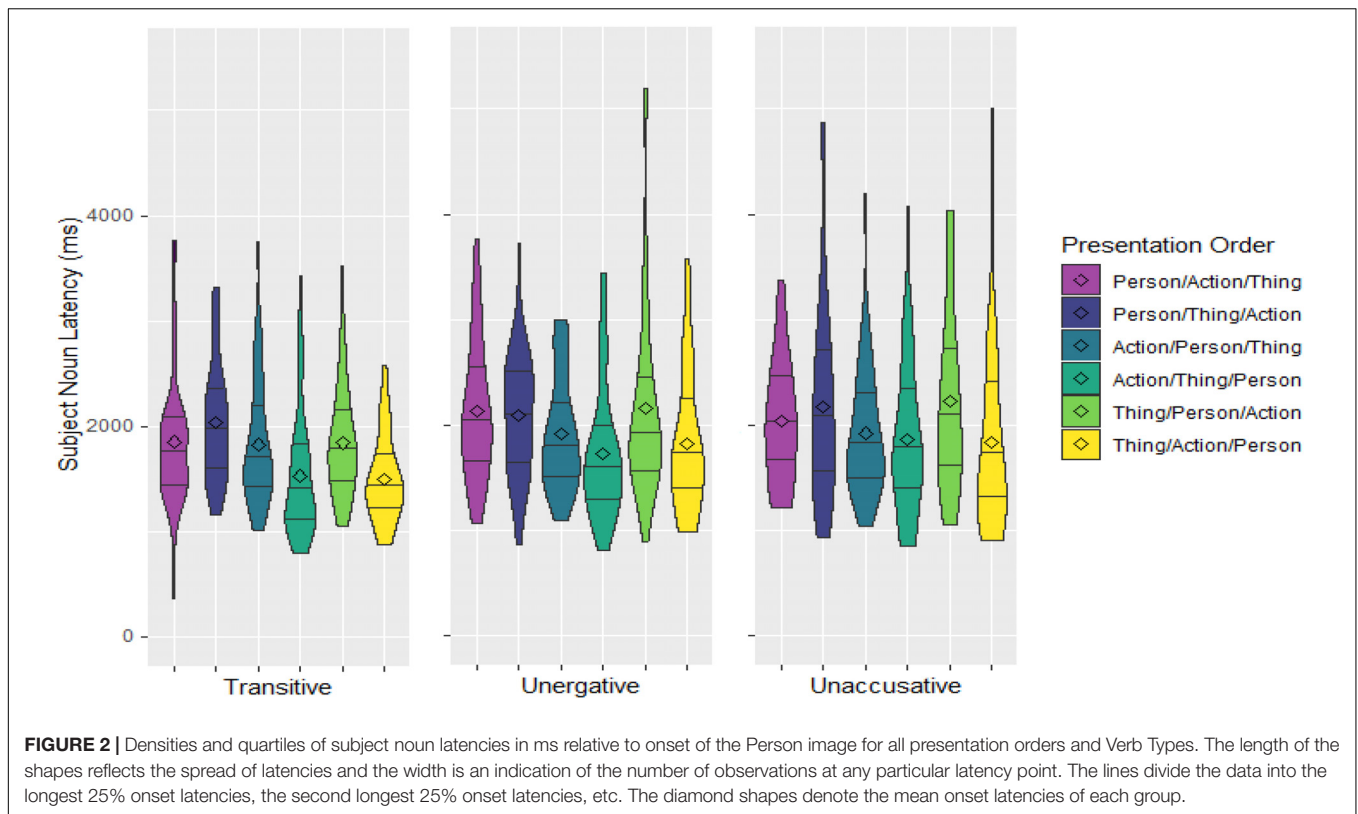 4000
2000
0
Subject Noun Latency (ms)
Transitive
Unergative
Unaccusative
Presentation Order
Person/Action/Thing
Person/Thing/Action
Action/Person/Thing
Action/Thing/Person
Thing/Person/Action
Thing/Action/Person
FIGURE 2 | Densities and quartiles of subject noun latencies in ms relative to onset of the Person image for all presentation orders and Verb Types. The length of the
shapes reflects the spread of latencies and the width is an indication of the number of observations at any particular latency point. The lines divide the data into the
longest 25% onset latencies, the second longest 25% onset latencies, etc. The diamond shapes denote the mean onset latencies of each group.